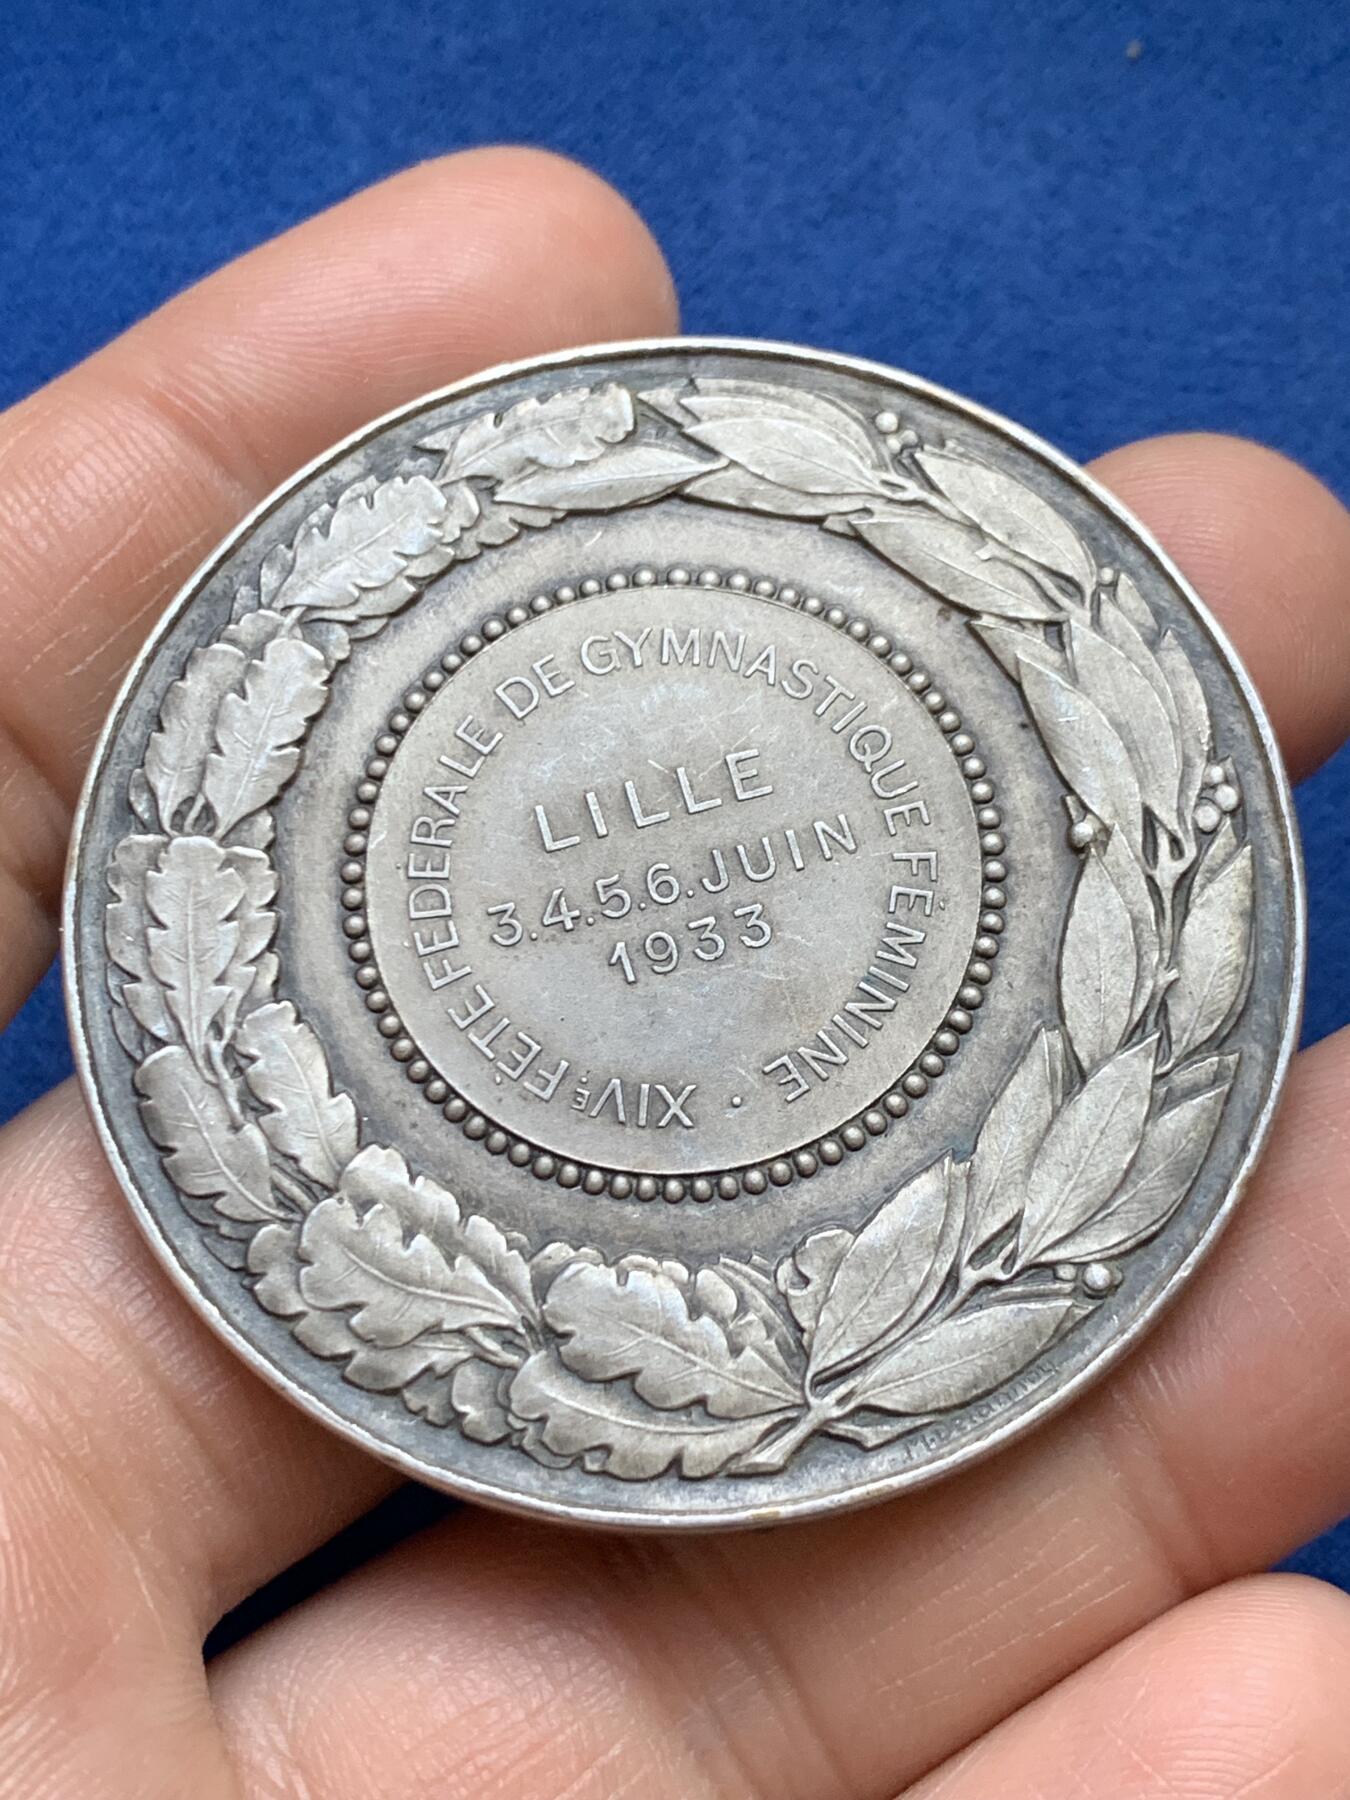 XIVE FÊTE FÉDÉRALE DE GYMNASTIQUE FÉMININE ·
LILLE
3.4.5.6.JUIN
1933